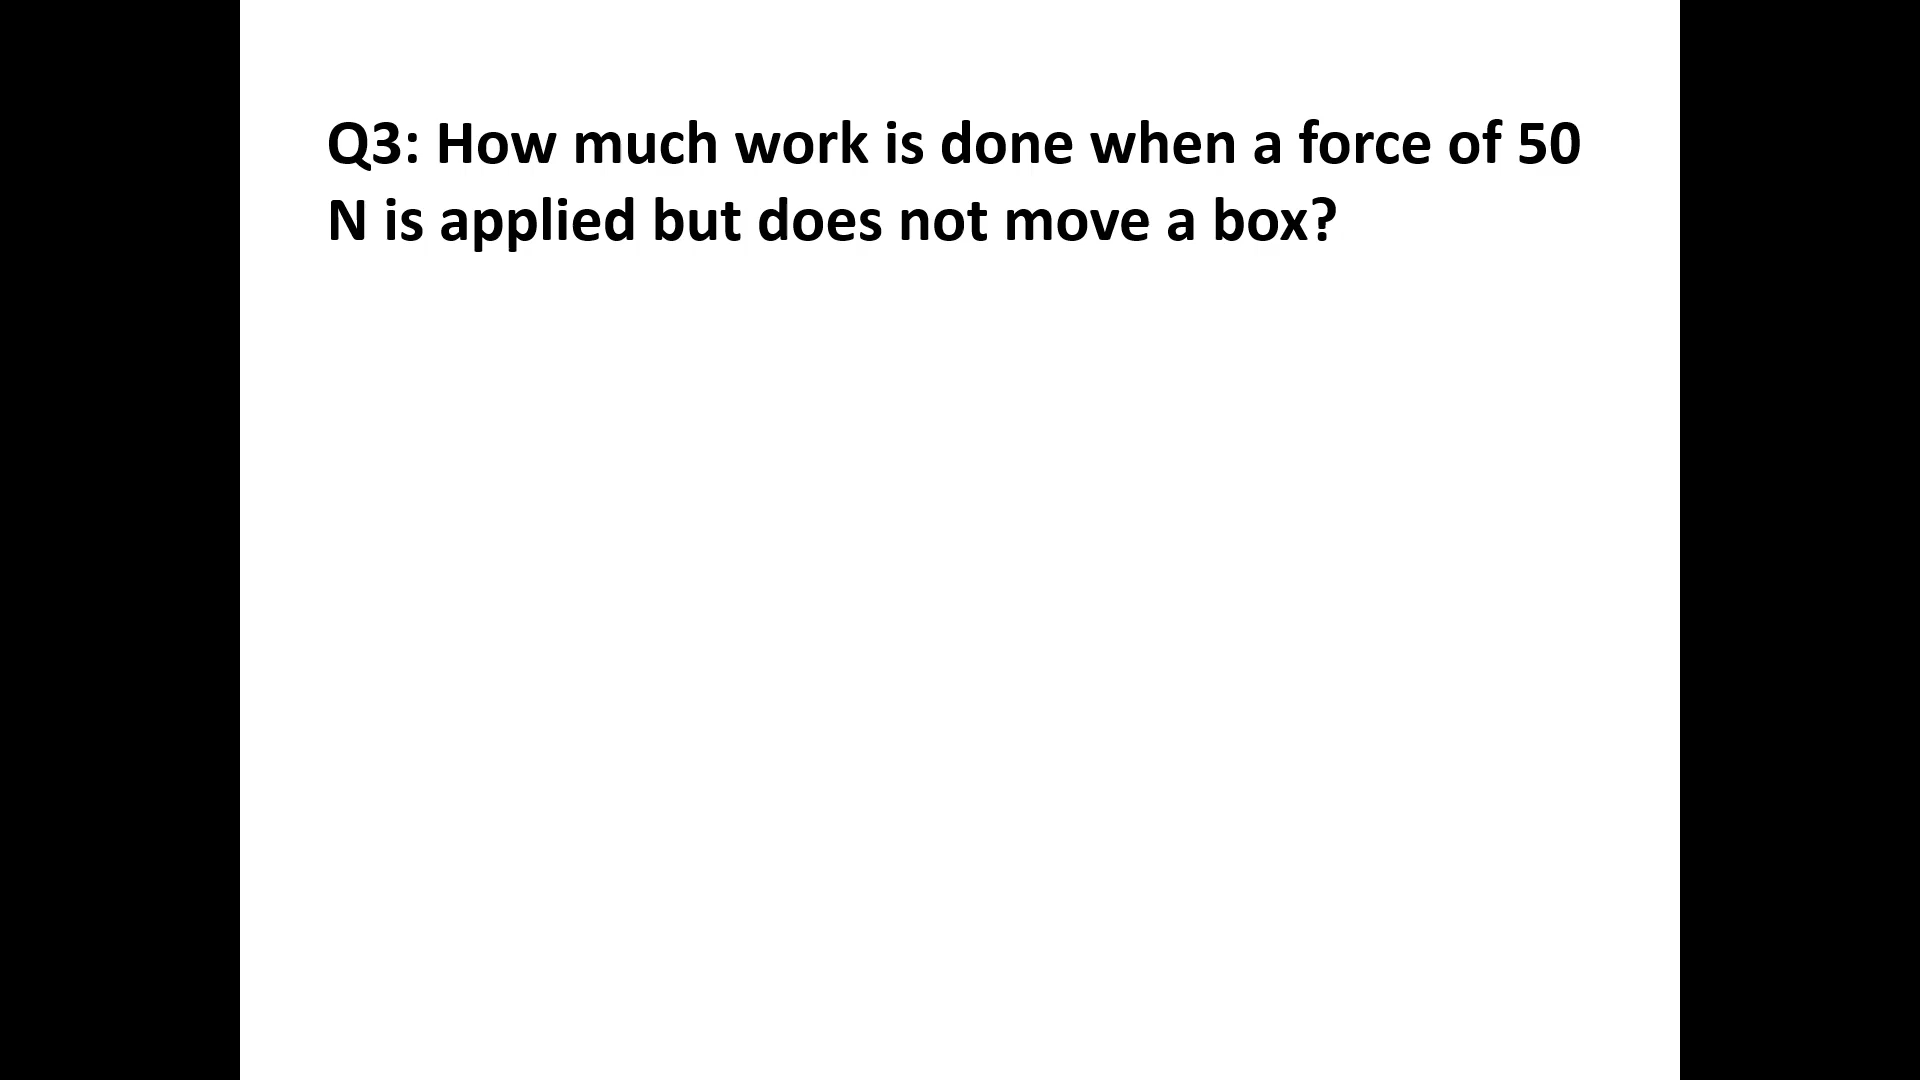 Q3: How much work is done when a force of 50
N is applied but does not move a box?